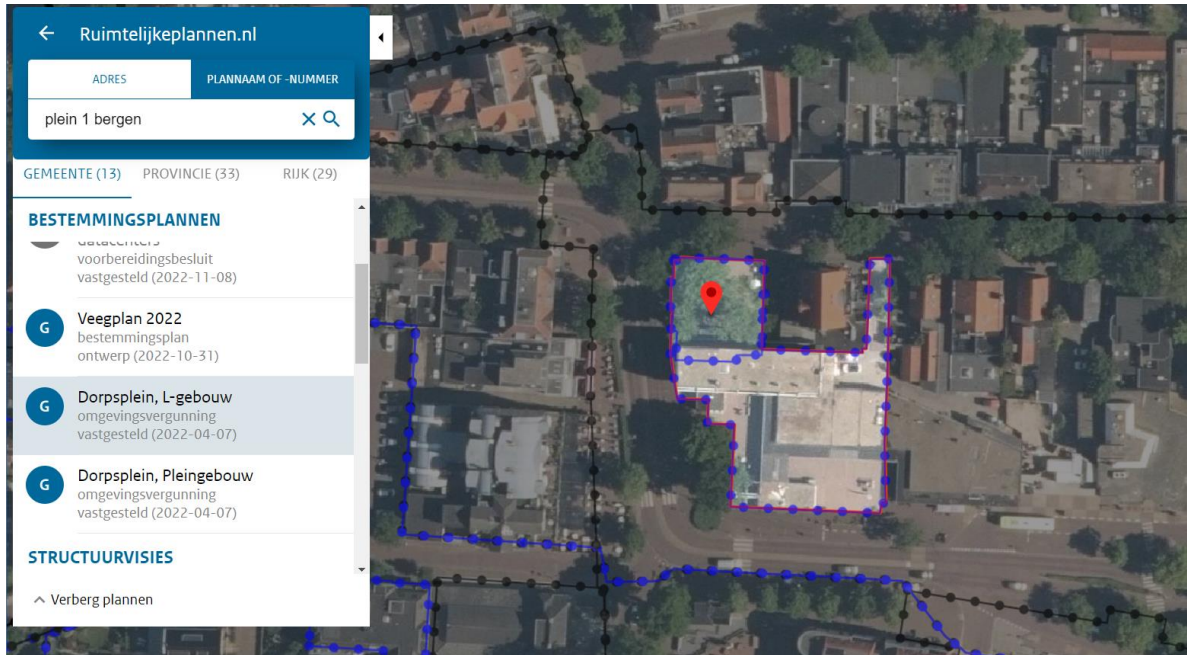 Ruimtelijkeplannen.nl
ADRES
PLANNAAM OF -NUMMER
plein 1 bergen
GEMEENTE (13)
PROVINCIE (33)
RIJK (29)
BESTEMMINGSPLANNEN
datacenters
voorbereidingsbesluit
vastgesteld (2022-11-08)
G
Veegplan 2022
bestemmingsplan
ontwerp (2022-10-31)
G
Dorpsplein, L-gebouw
omgevingsvergunning
vastgesteld (2022-04-07)
G
Dorpsplein, Pleingebouw
omgevingsvergunning
vastgesteld (2022-04-07)
STRUCTUURVISIES
Verberg plannen